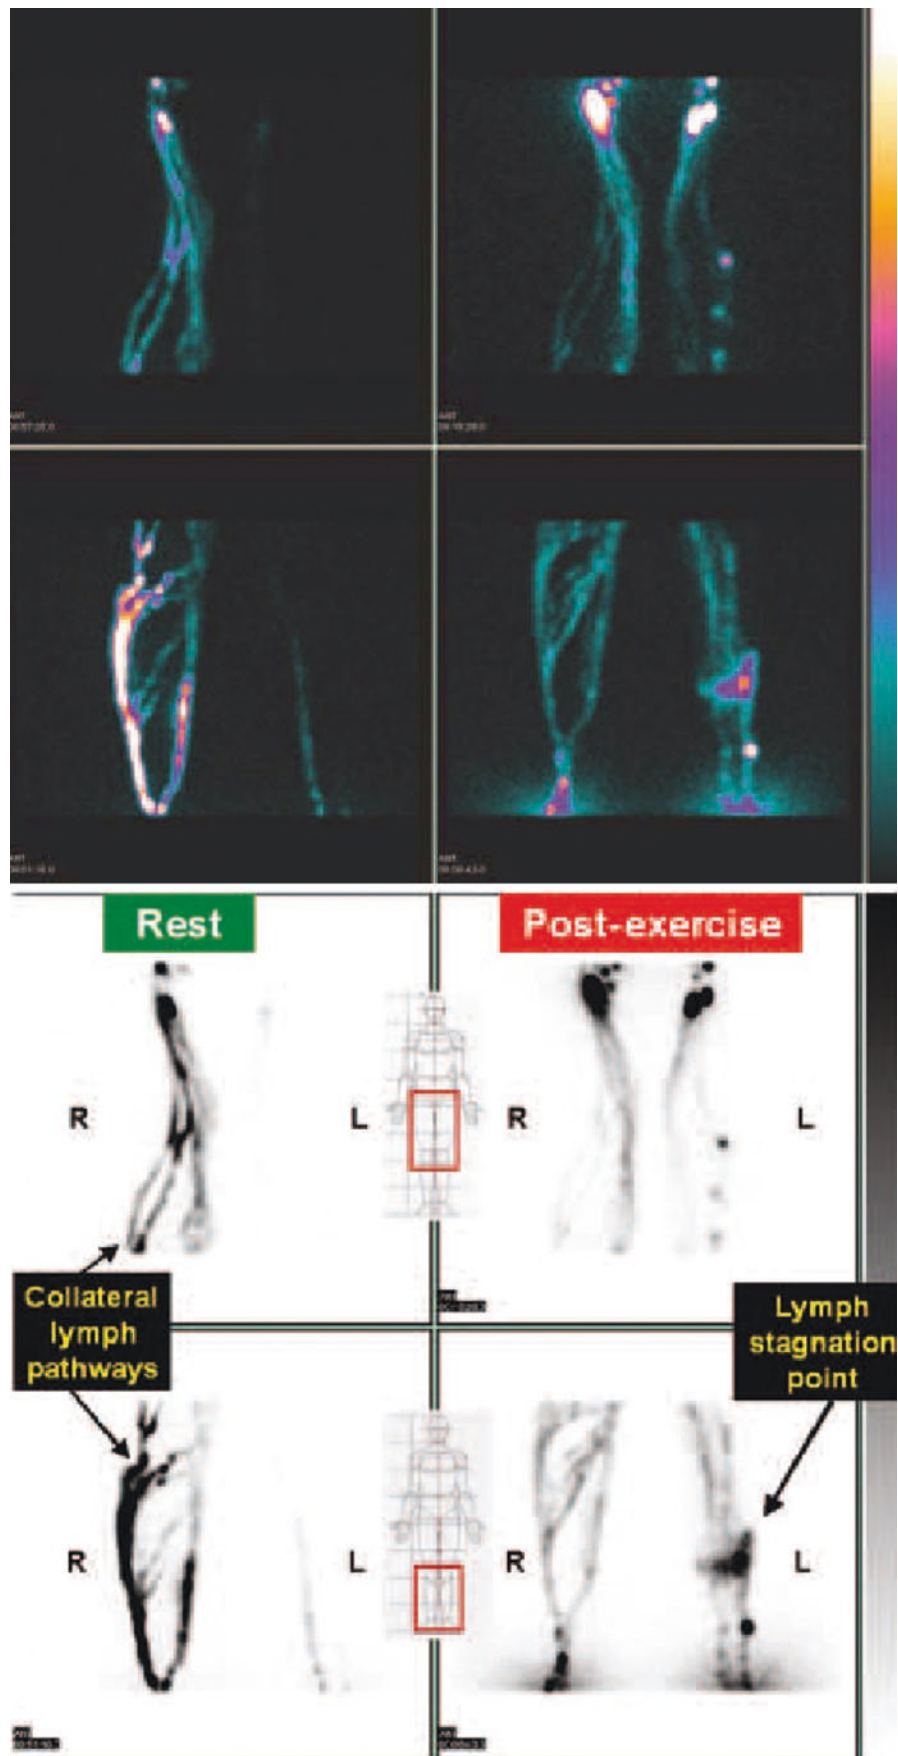 Rest
Post-exercise
R
L
R
L
Collateral
lymph
pathways
Lymph
stagnation
point
R
L
R
L